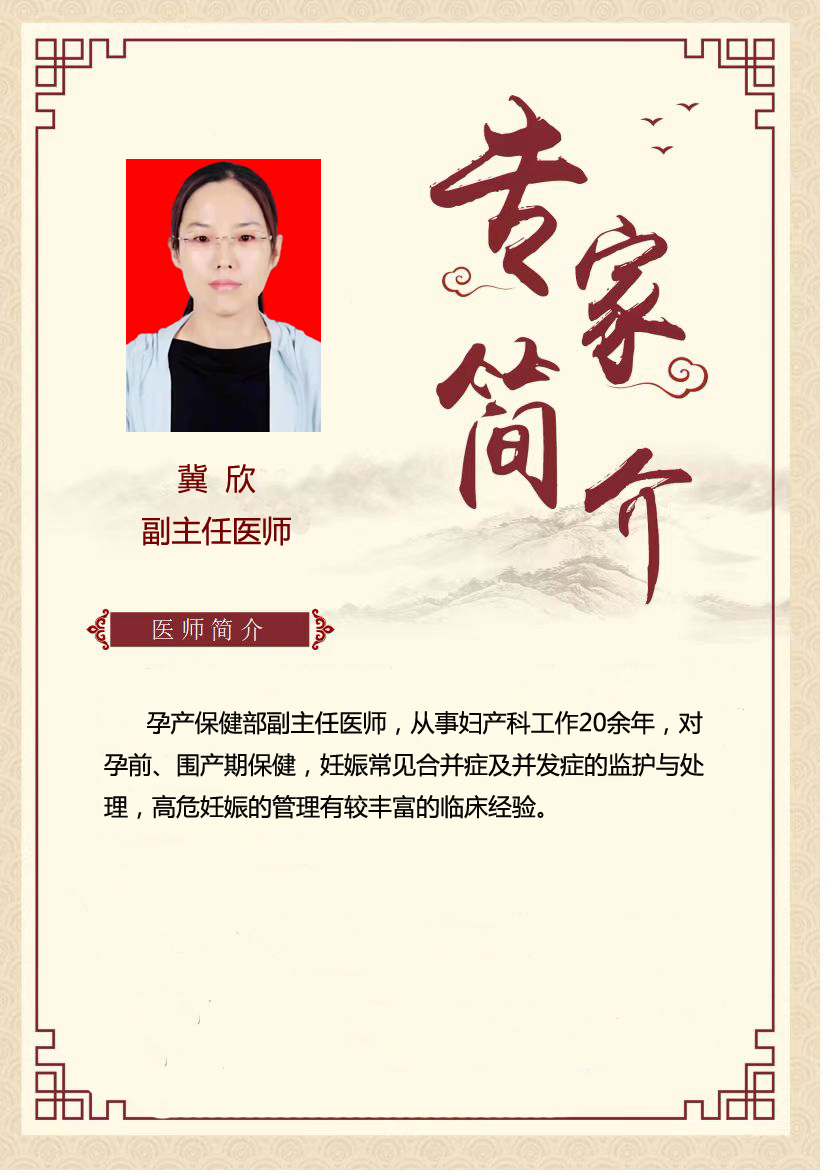 专家
简介
冀 欣
副主任医师
医师简介
孕产保健部副主任医师，从事妇产科工作20余年，对
孕前、围产期保健，妊娠常见合并症及并发症的监护与处
理，高危妊娠的管理有较丰富的临床经验。